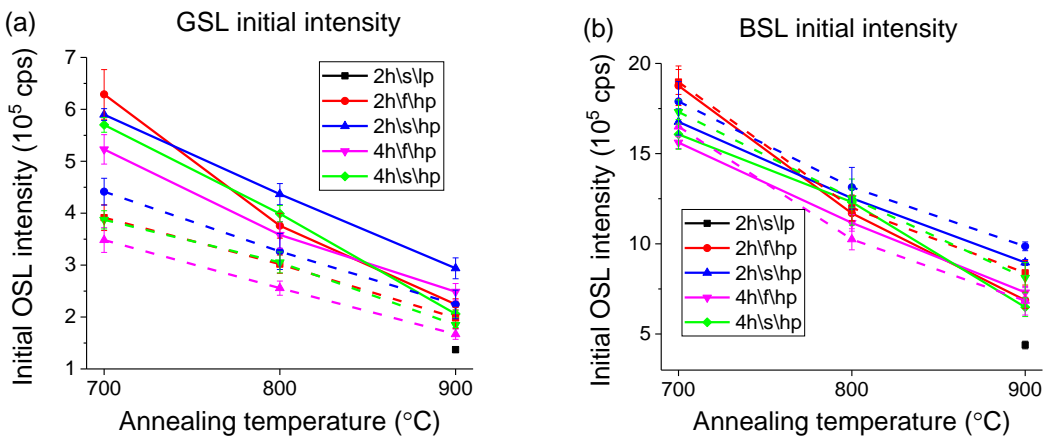 (a)
GSL initial intensity
Initial OSL intensity (10⁵ cps)
7
6
5
4
3
2
1
2h\s\lp
2h\f\hp
2h\s\hp
4h\f\hp
4h\s\hp
700
800
900
Annealing temperature (°C)
(b)
BSL initial intensity
Initial OSL intensity (10⁵ cps)
20
15
10
5
2h\s\lp
2h\f\hp
2h\s\hp
4h\f\hp
4h\s\hp
700
800
900
Annealing temperature (°C)